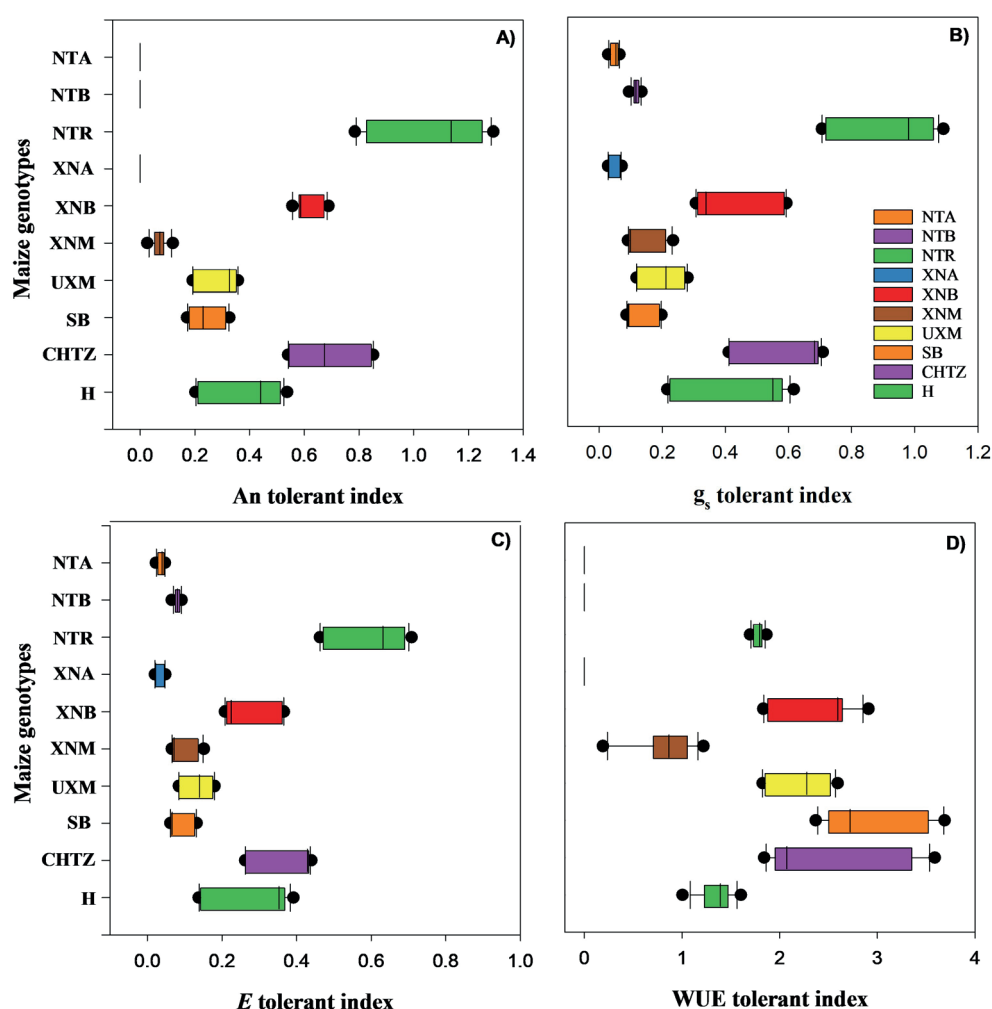 A)
NTA
NTB
NTR
XNA
XNB
XNM
UXM
SB
CHTZ
H
Maize genotypes
0.0 0.2 0.4 0.6 0.8 1.0 1.2 1.4
An tolerant index
B)
NTA
NTB
NTR
XNA
XNB
XNM
UXM
SB
CHTZ
H
0.0 0.2 0.4 0.6 0.8 1.0 1.2
gs tolerant index
C)
NTA
NTB
NTR
XNA
XNB
XNM
UXM
SB
CHTZ
H
Maize genotypes
0.0 0.2 0.4 0.6 0.8 1.0
E tolerant index
D)
0 1 2 3 4
WUE tolerant index